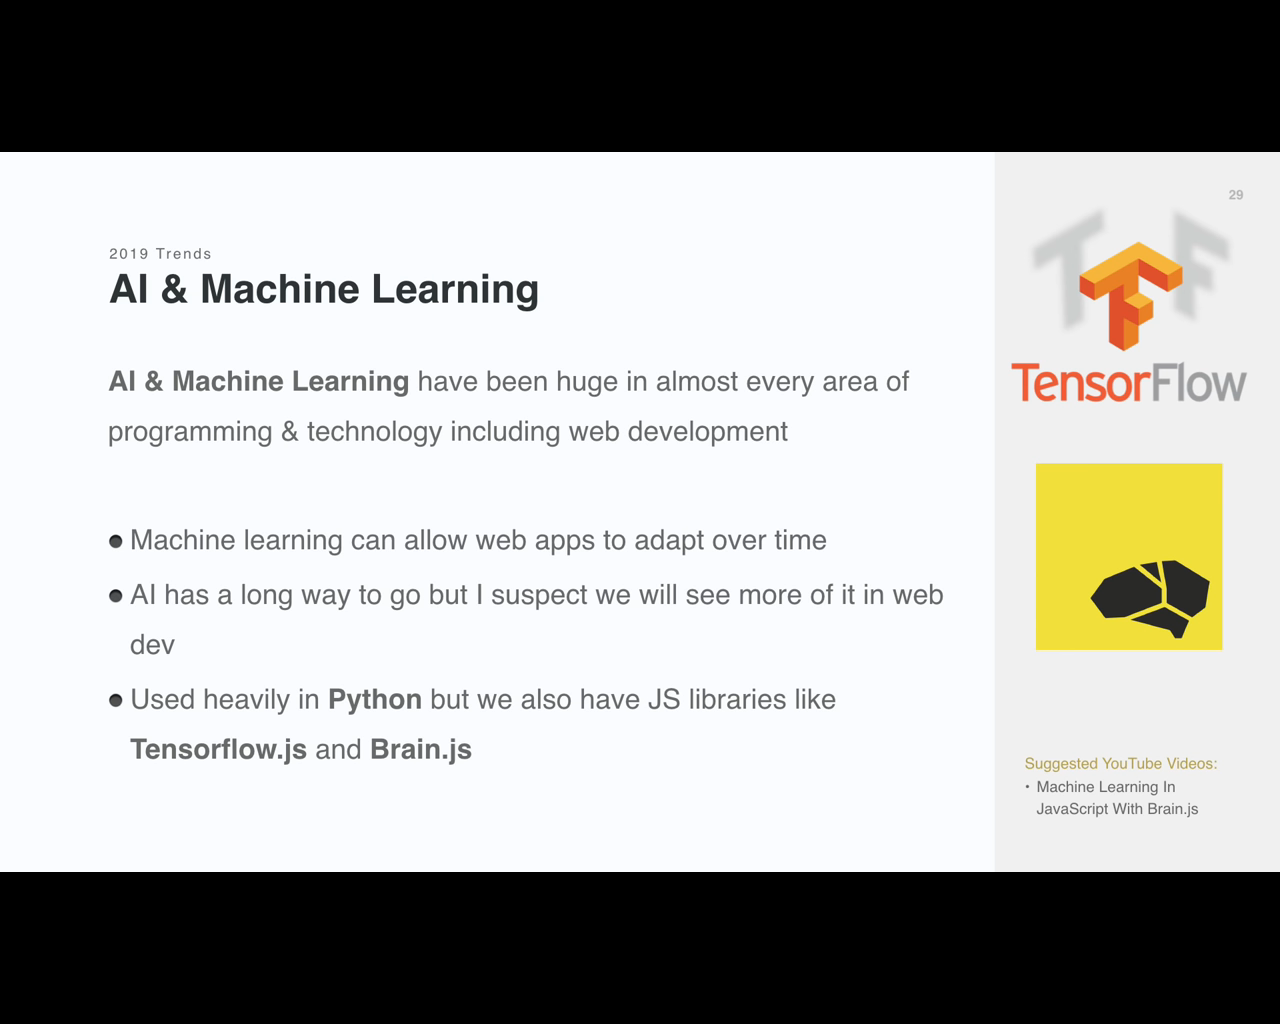 29
2019 Trends
AI & Machine Learning
AI & Machine Learning have been huge in almost every area of
programming & technology including web development
Machine learning can allow web apps to adapt over time
AI has a long way to go but I suspect we will see more of it in web
dev
Used heavily in Python but we also have JS libraries like
Tensorflow.js and Brain.js
TF
TensorFlow
Suggested YouTube Videos:
• Machine Learning In
JavaScript With Brain.js